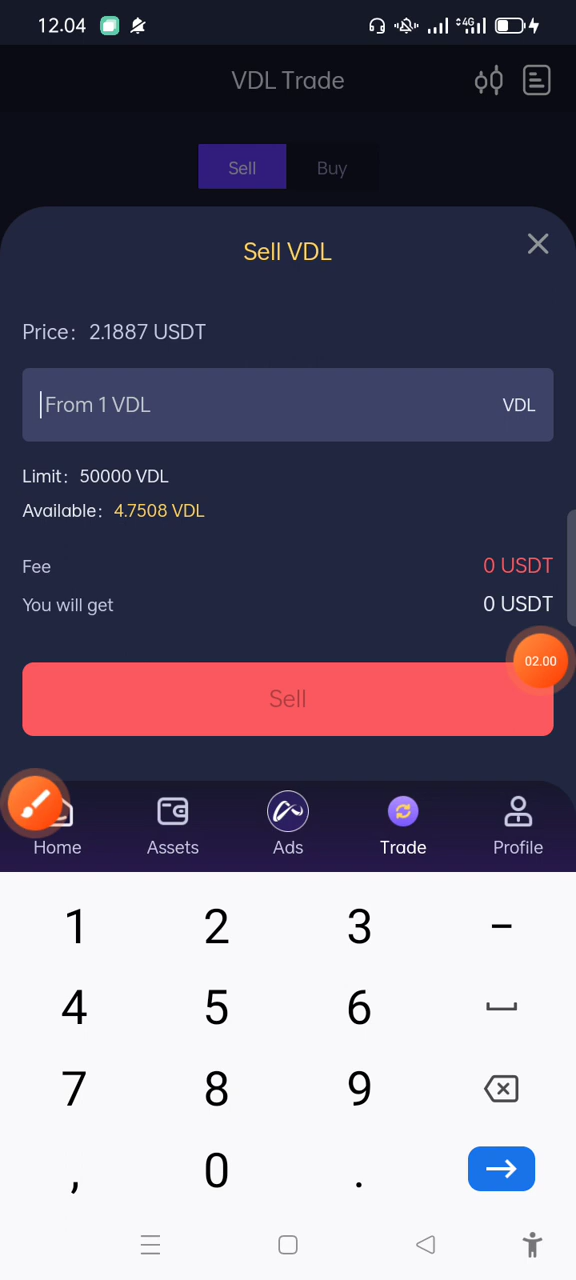 12.04
4G
VDL Trade
Sell
Buy
Sell VDL
Price: 2.1887 USDT
From 1 VDL
VDL
Limit: 50000 VDL
Available: 4.7508 VDL
Fee
0 USDT
You will get
0 USDT
02.00
Sell
Home
Assets
Ads
Trade
Profile
1 2 3 -
4 5 6
7 8 9
, 0 .